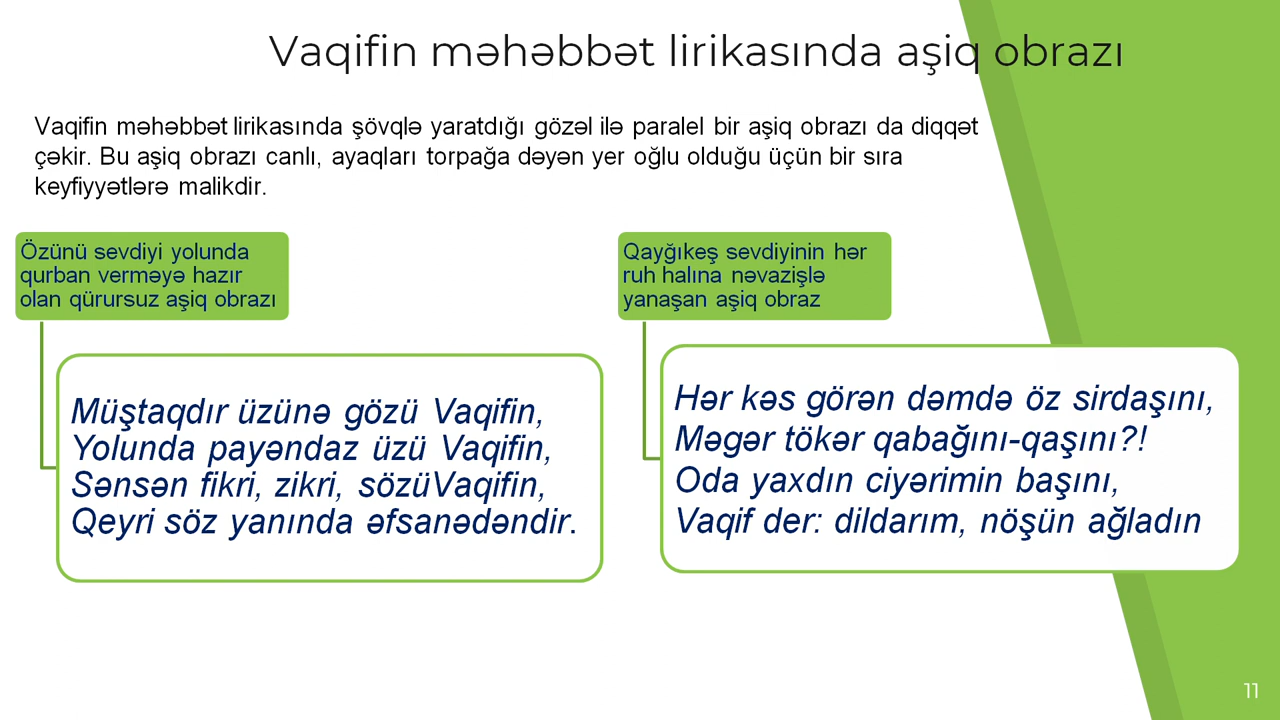 Vaqifin məhəbbət lirikasında aşiq obrazı
Vaqifin məhəbbət lirikasında şövqlə yaratdığı gözəl ilə paralel bir aşiq obrazı da diqqət
çəkir. Bu aşiq obrazı canlı, ayaqları torpağa dəyən yer oğlu olduğu üçün bir sıra
keyfiyyətlərə malikdir.
Özünü sevdiyi yolunda
qurban verməyə hazır
olan qürursuz aşiq obrazı
Müştaqdır üzünə gözü Vaqifin,
Yolunda payəndaz üzü Vaqifin,
Sənsən fikri, zikri, sözüVaqifin,
Qeyri söz yanında əfsanədəndir.
Qayğıkeş sevdiyinin hər
ruh halına nəvazişlə
yanaşan aşiq obraz
Hər kəs görən dəmdə öz sirdaşını,
Məgər tökər qabağını-qaşını?!
Oda yaxdın ciyərimin başını,
Vaqif der: dildarım, nöşün ağladın
11